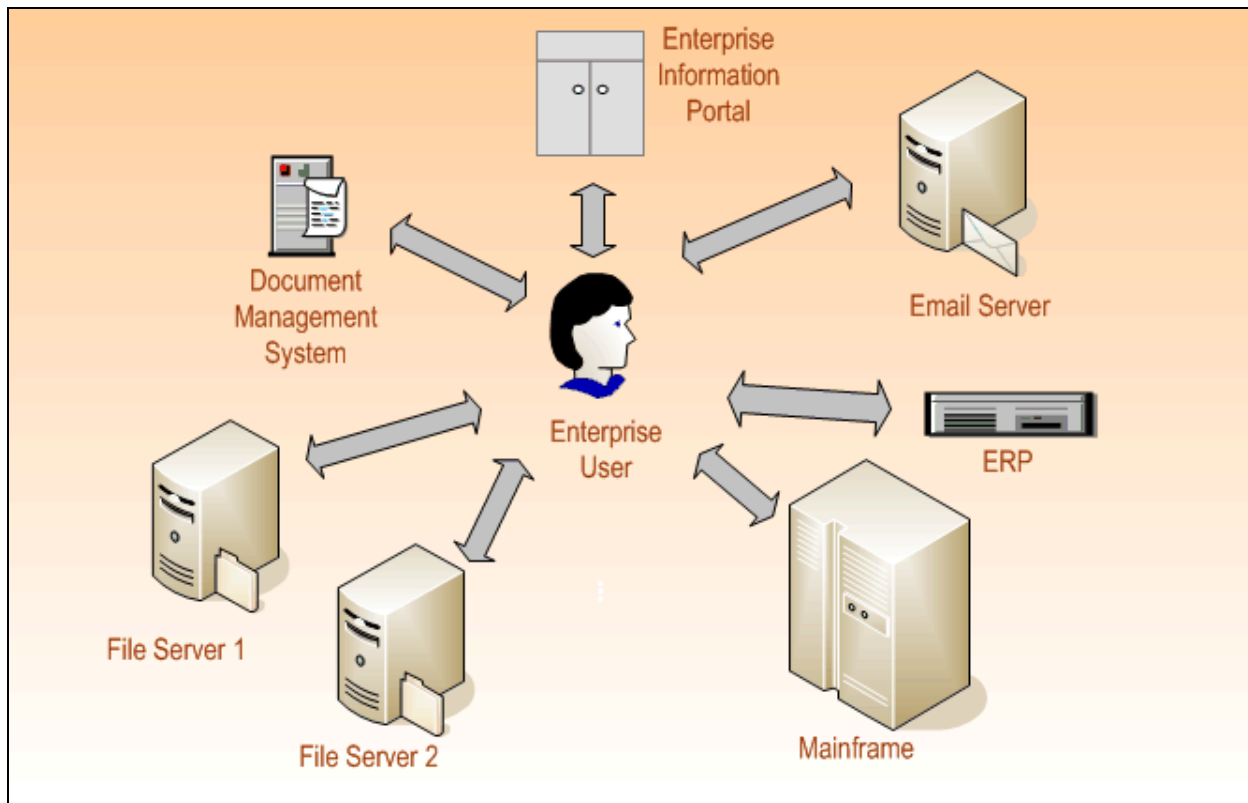 Enterprise
Information
Portal
Document
Management
System
Email Server
Enterprise
User
ERP
File Server 1
File Server 2
Mainframe